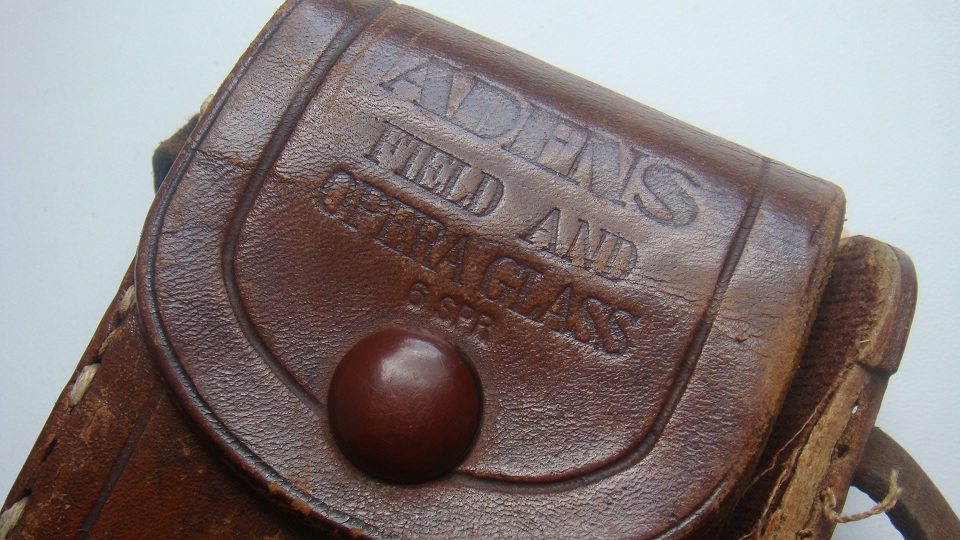 ADENS
FIELD AND
OPERA GLASS
6 SPR